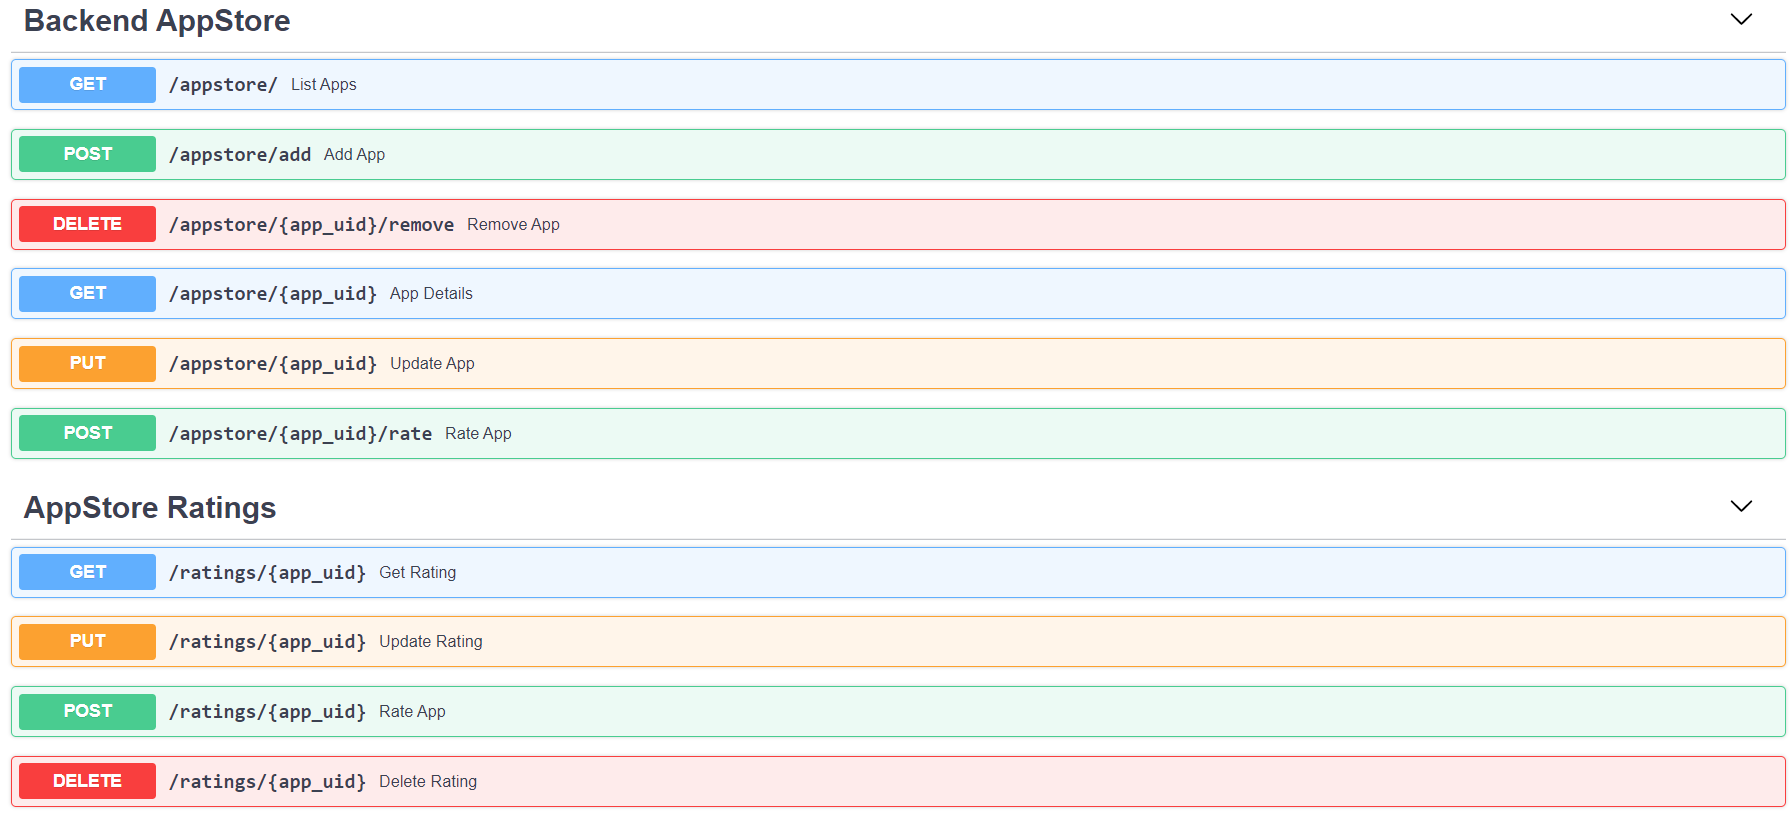 Backend AppStore
GET /appstore/ List Apps
POST /appstore/add Add App
DELETE /appstore/{app_uid}/remove Remove App
GET /appstore/{app_uid} App Details
PUT /appstore/{app_uid} Update App
POST /appstore/{app_uid}/rate Rate App
AppStore Ratings
GET /ratings/{app_uid} Get Rating
PUT /ratings/{app_uid} Update Rating
POST /ratings/{app_uid} Rate App
DELETE /ratings/{app_uid} Delete Rating